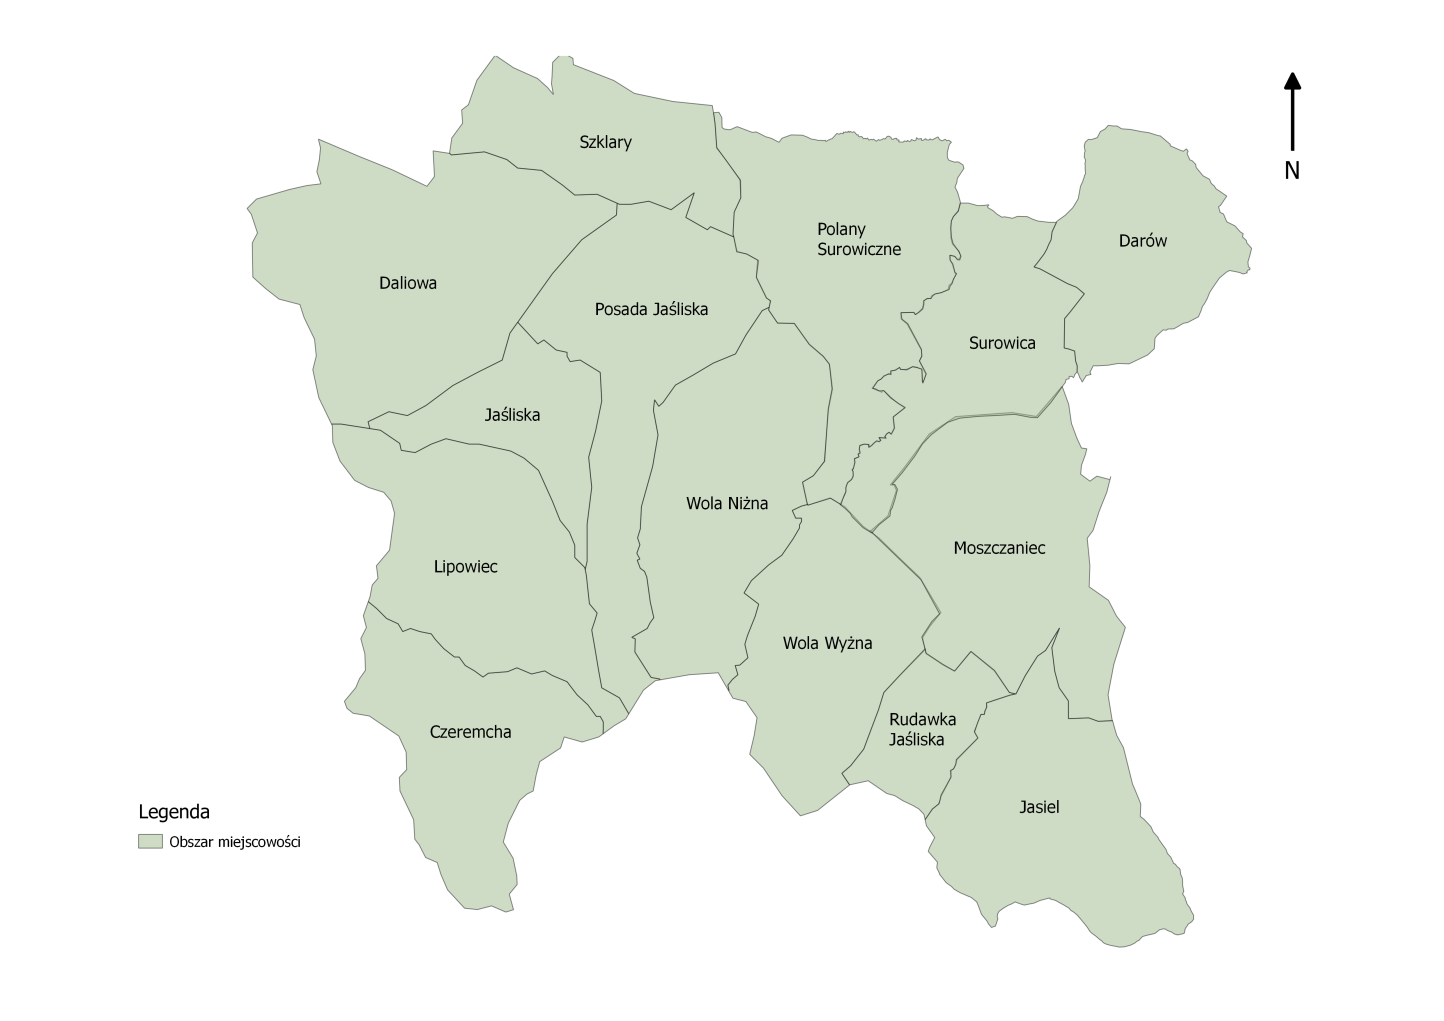 Szklary
N
Polany
Surowiczne
Darów
Daliowa
Posada Jaśliska
Surowica
Jaśliska
Wola Niżna
Moszczaniec
Lipowiec
Wola Wyżna
Rudawka
Jaśliska
Czeremcha
Jasiel
Legenda
Obszar miejscowości